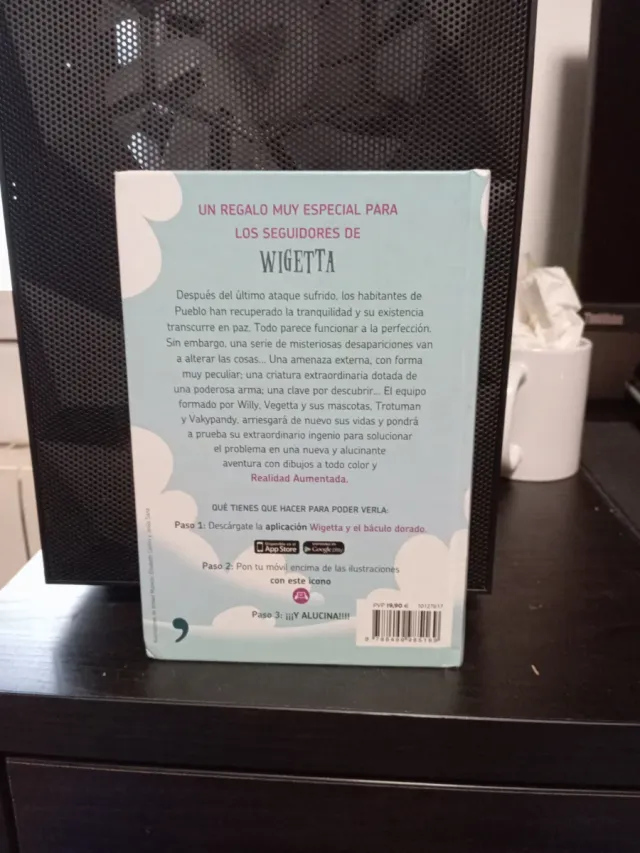 UN REGALO MUY ESPECIAL PARA
LOS SEGUIDORES DE
WIGETTA
Después del último ataque sufrido, los habitantes de
Pueblo han recuperado la tranquilidad y su existencia
transcurre en paz. Todo parece funcionar a la perfección.
Sin embargo, una serie de misteriosas desapariciones van
a alterar las cosas... Una amenaza externa, con forma
muy peculiar; una criatura extraordinaria dotada de
una poderosa arma; una clave por descubrir... El equipo
formado por Willy, Vegetta y sus mascotas, Trotuman
y Vakypandy, arriesgará de nuevo sus vidas y pondrá
a prueba su extraordinario ingenio para solucionar
el problema en una nueva y alucinante
aventura con dibujos a todo color y
Realidad Aumentada.
QUÉ TIENES QUE HACER PARA PODER VERLA:
Paso 1: Descárgate la aplicación Wigetta y el báculo dorado.
App Store
Google play
Paso 2: Pon tu móvil encima de las ilustraciones
con este icono
Paso 3: ¡¡¡Y ALUCINA!!!!
PVP 19,90 € 10127617